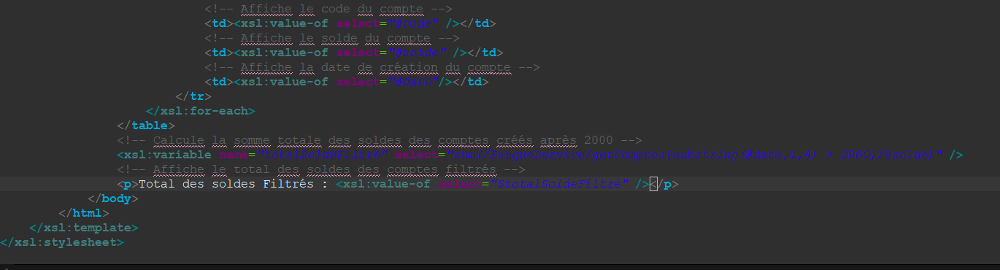 <!-- Affiche le code du compte -->
<td><xsl:value-of select="@code" /></td>
<!-- Affiche le solde du compte -->
<td><xsl:value-of select="@solde" /></td>
<!-- Affiche la date de création du compte -->
<td><xsl:value-of select="@date"/></td>
</tr>
</xsl:for-each>
</table>
<!-- Calcule la somme totale des soldes des comptes créés après 2000 -->
<xsl:variable name="totalSoldeFiltré" select="sum(/BanqueService/getComptes[substring(@date,1,4) > 2000]/@solde)" />
<!-- Affiche le total des soldes des comptes filtrés -->
<p>Total des soldes Filtrés : <xsl:value-of select="$totalSoldeFiltré" /></p>
</body>
</html>
</xsl:template>
</xsl:stylesheet>